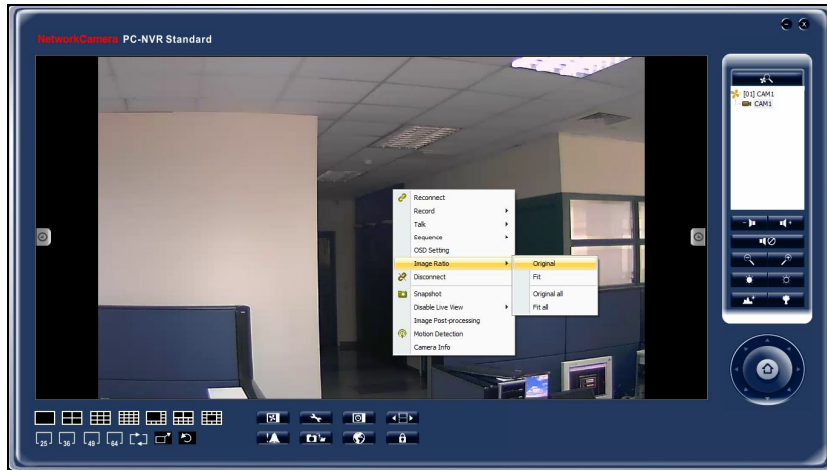 NetworkCamera PC-NVR Standard
[01] CAM1
CAM1
Reconnect
Record
Talk
Sequence
OSD Setting
Image Ratio
Original
Disconnect
Fit
Snapshot
Original all
Disable Live View
Fit all
Image Post-processing
Motion Detection
Camera Info
25
36
49
64